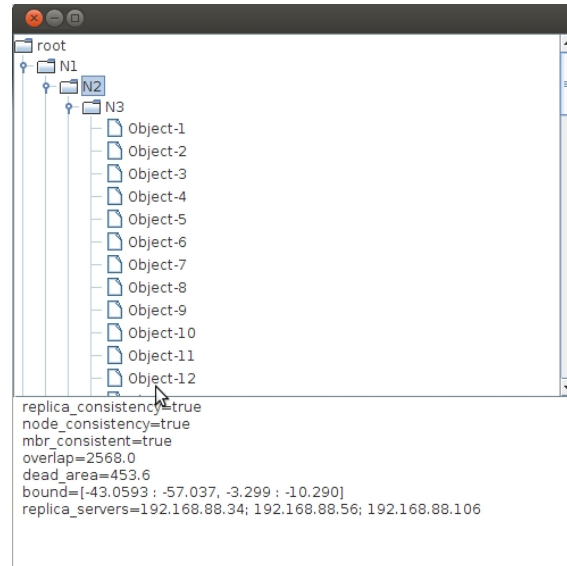 root
N1
N2
N3
Object-1
Object-2
Object-3
Object-4
Object-5
Object-6
Object-7
Object-8
Object-9
Object-10
Object-11
Object-12
replica_consistency=true
node_consistency=true
mbr_consistent=true
overlap=2568.0
dead_area=453.6
bound=[-43.0593 : -57.037, -3.299 : -10.290]
replica_servers=192.168.88.34; 192.168.88.56; 192.168.88.106